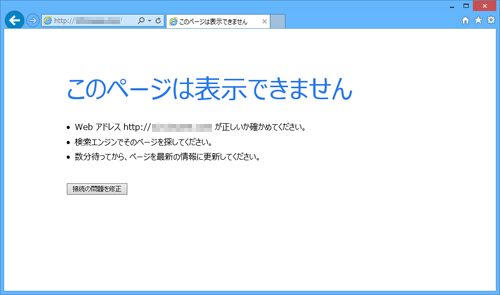 http://
このページは表示できません
このページは表示できません
• Web アドレス http:// が正しいか確かめてください。
• 検索エンジンでそのページを探してください。
• 数分待ってから、ページを最新の情報に更新してください。
接続の問題を修正